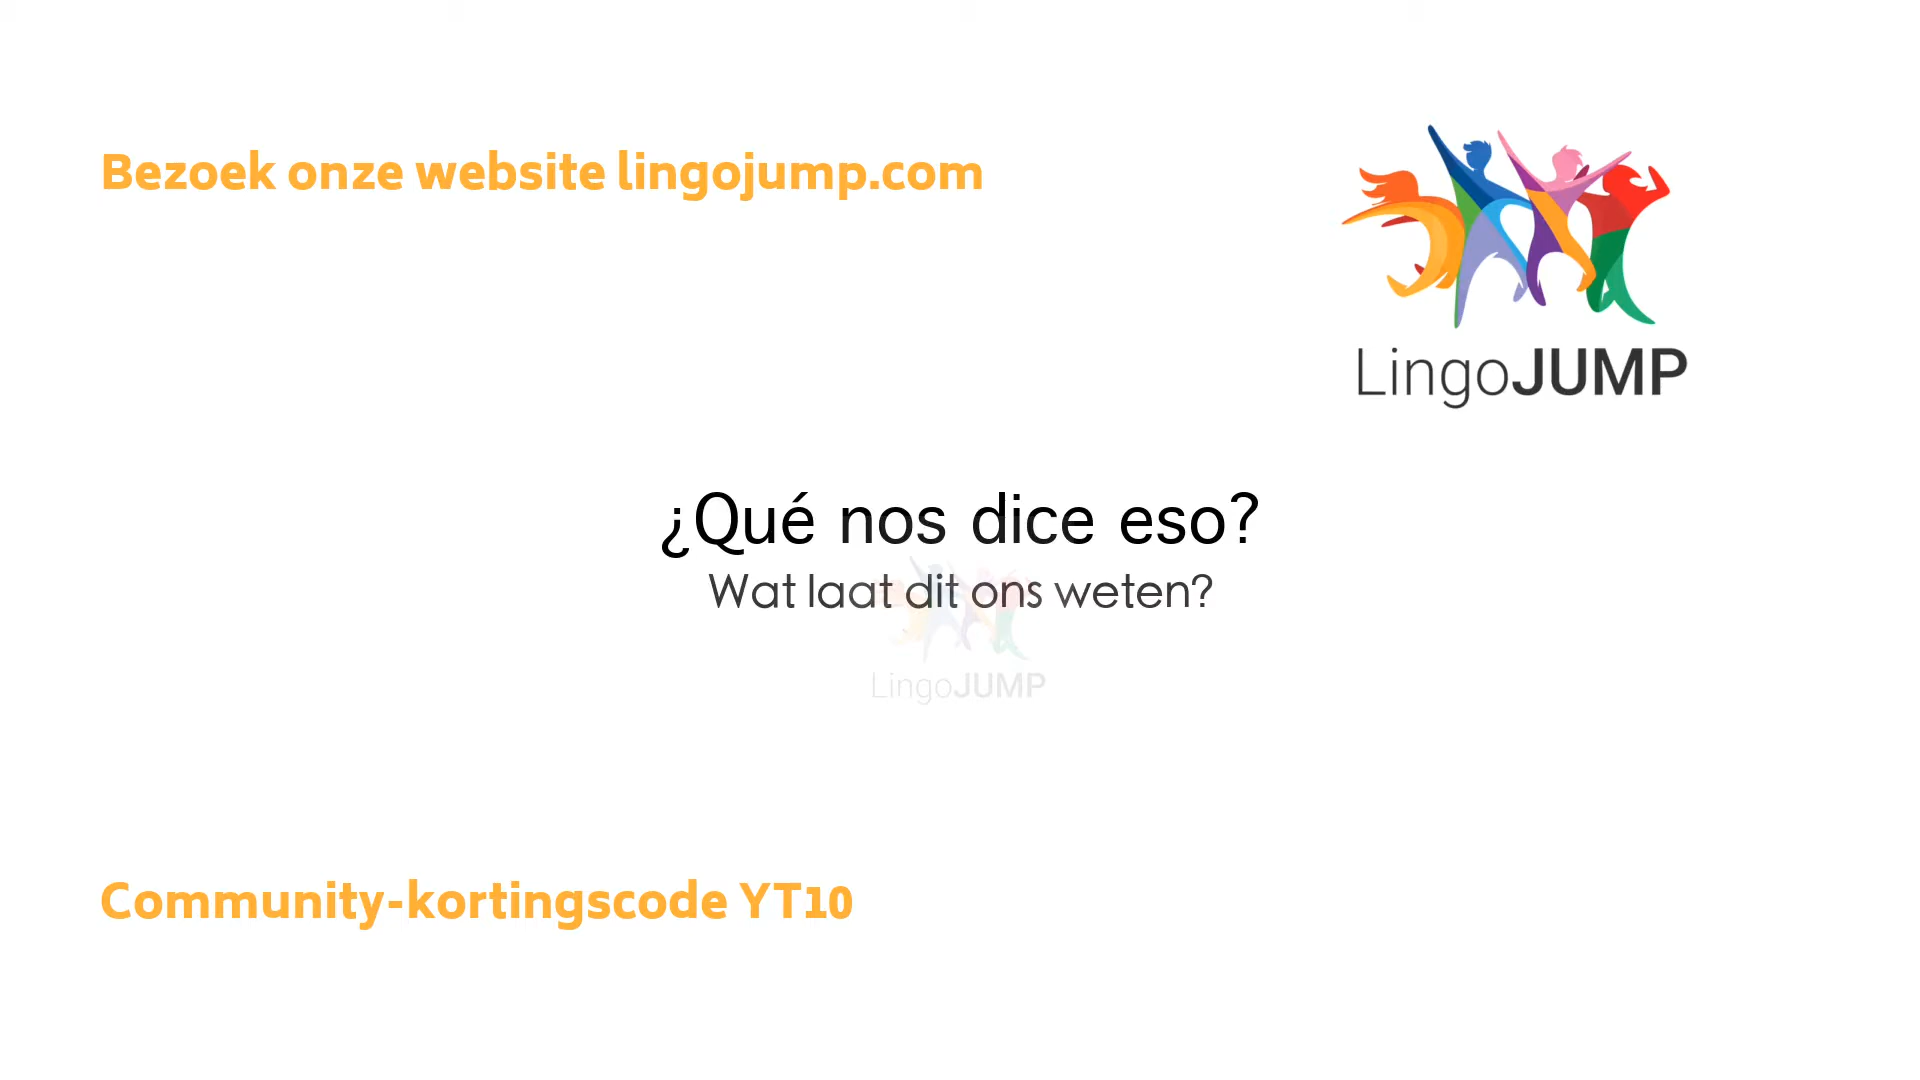 Bezoek onze website lingojump.com
LingoJUMP
¿Qué nos dice eso?
Wat laat dit ons weten?
LingoJUMP
Community-kortingscode YT10